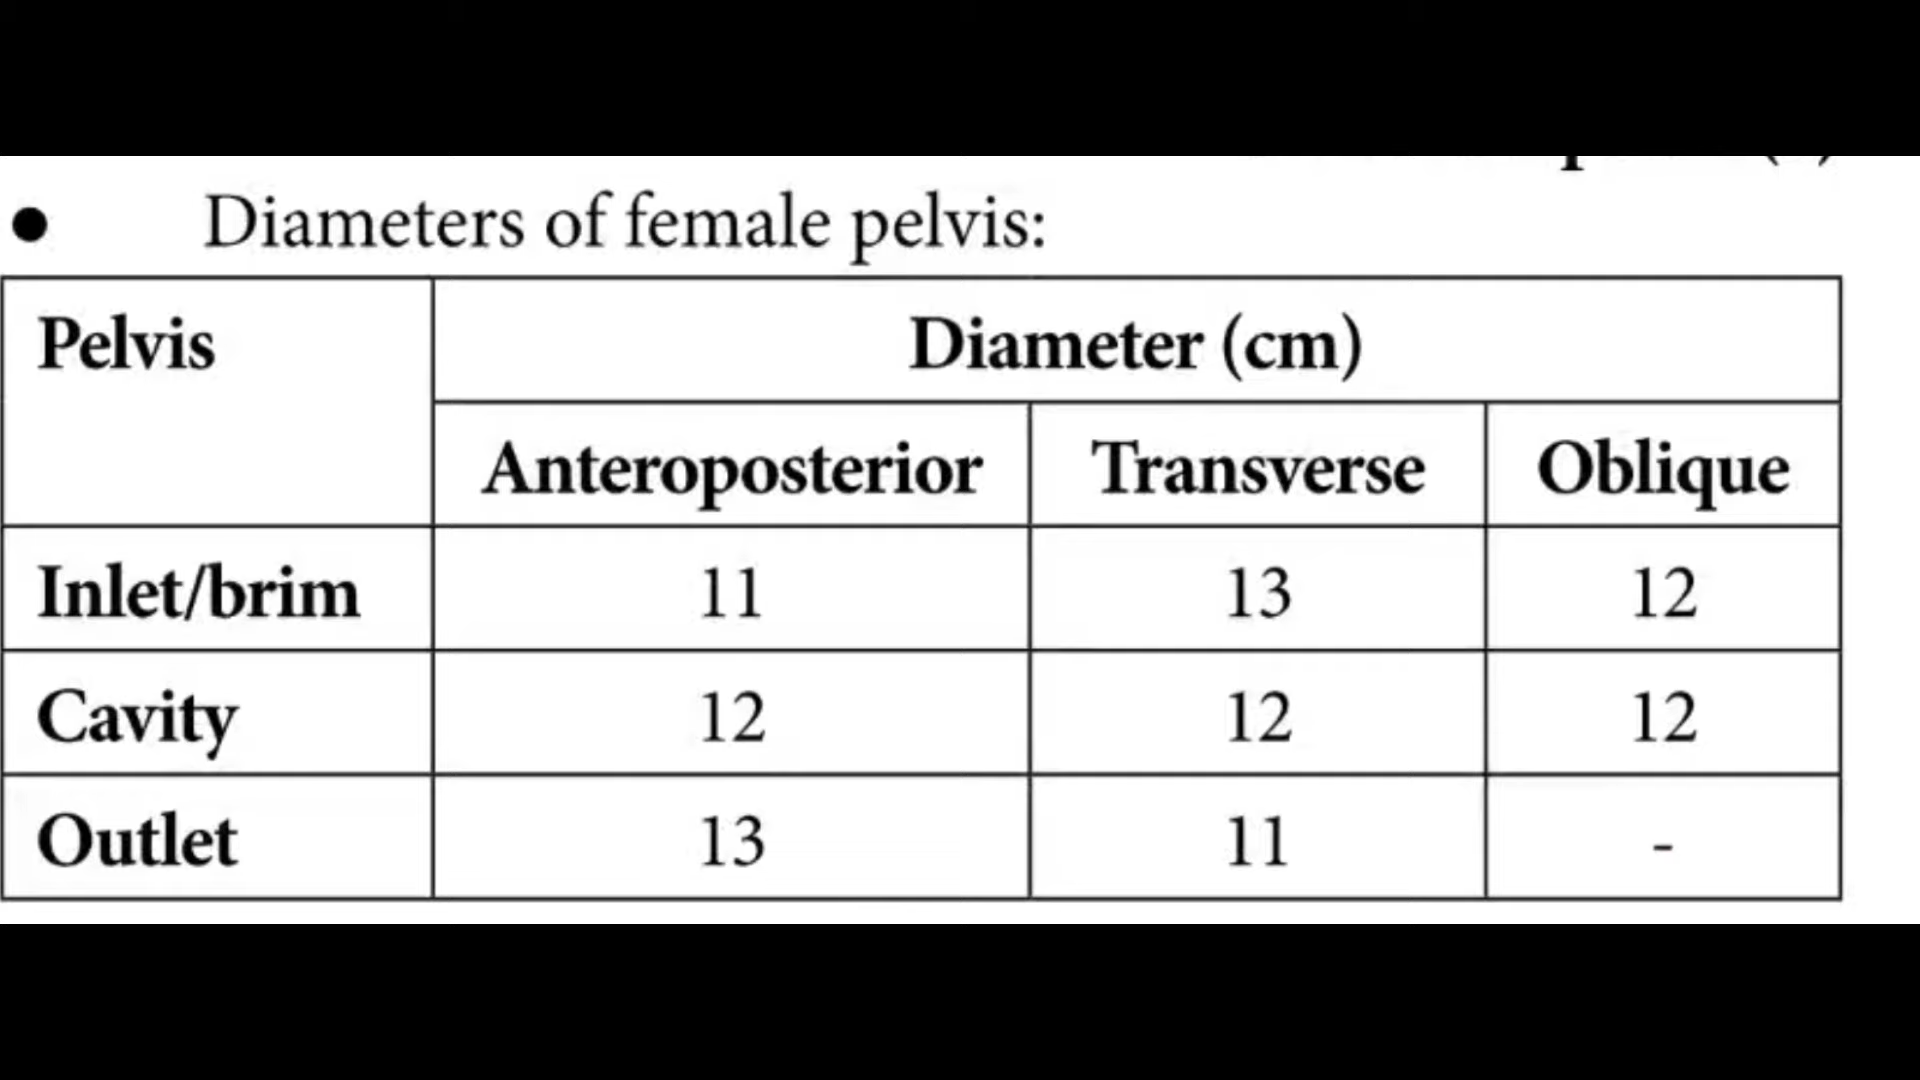 ● Diameters of female pelvis:
Pelvis Diameter (cm)
Anteroposterior Transverse Oblique
Inlet/brim 11 13 12
Cavity 12 12 12
Outlet 13 11 -